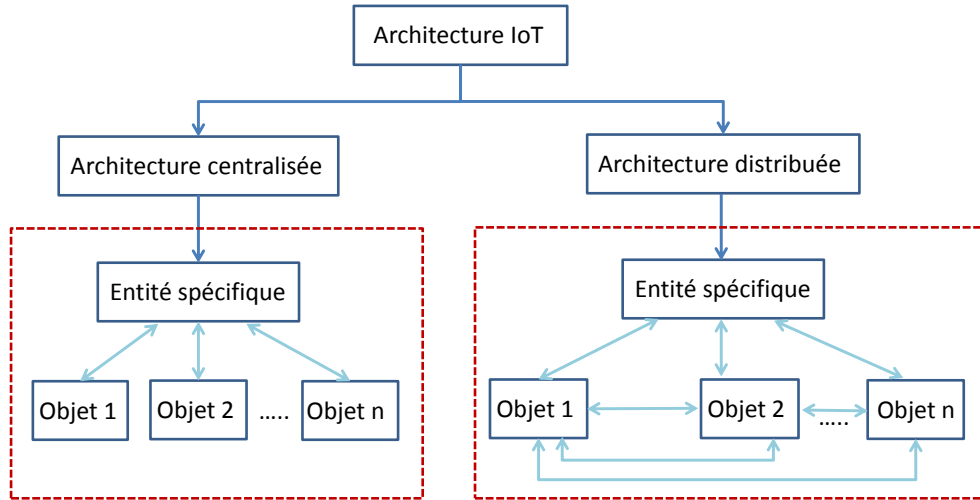 Architecture IoT
Architecture centralisée
Architecture distribuée
Entité spécifique
Entité spécifique
Objet 1
Objet 2
.....
Objet n
Objet 1
Objet 2
.....
Objet n